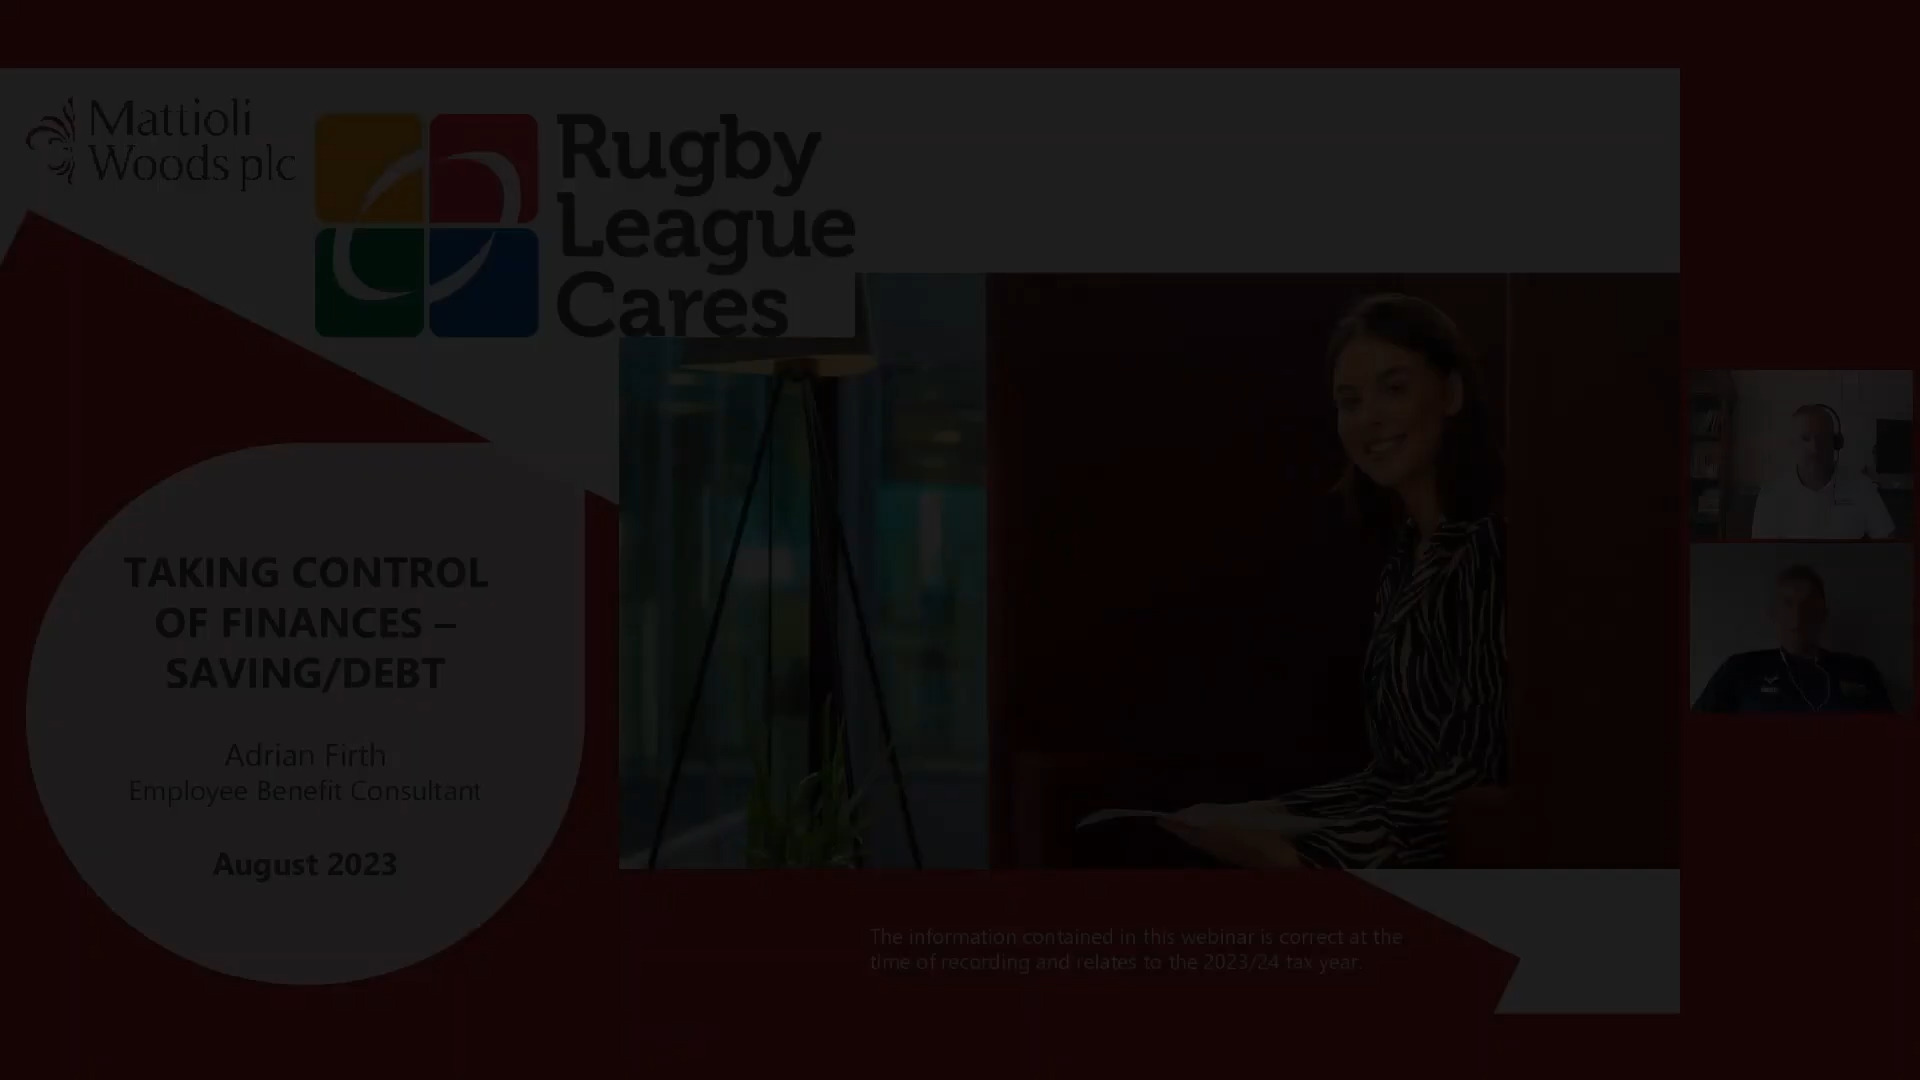 Mattioli
Woods plc
Rugby
League
Cares
TAKING CONTROL
OF FINANCES –
SAVING/DEBT
Adrian Firth
Employee Benefit Consultant
August 2023
The information contained in this webinar is correct at the
time of recording and relates to the 2023/24 tax year.